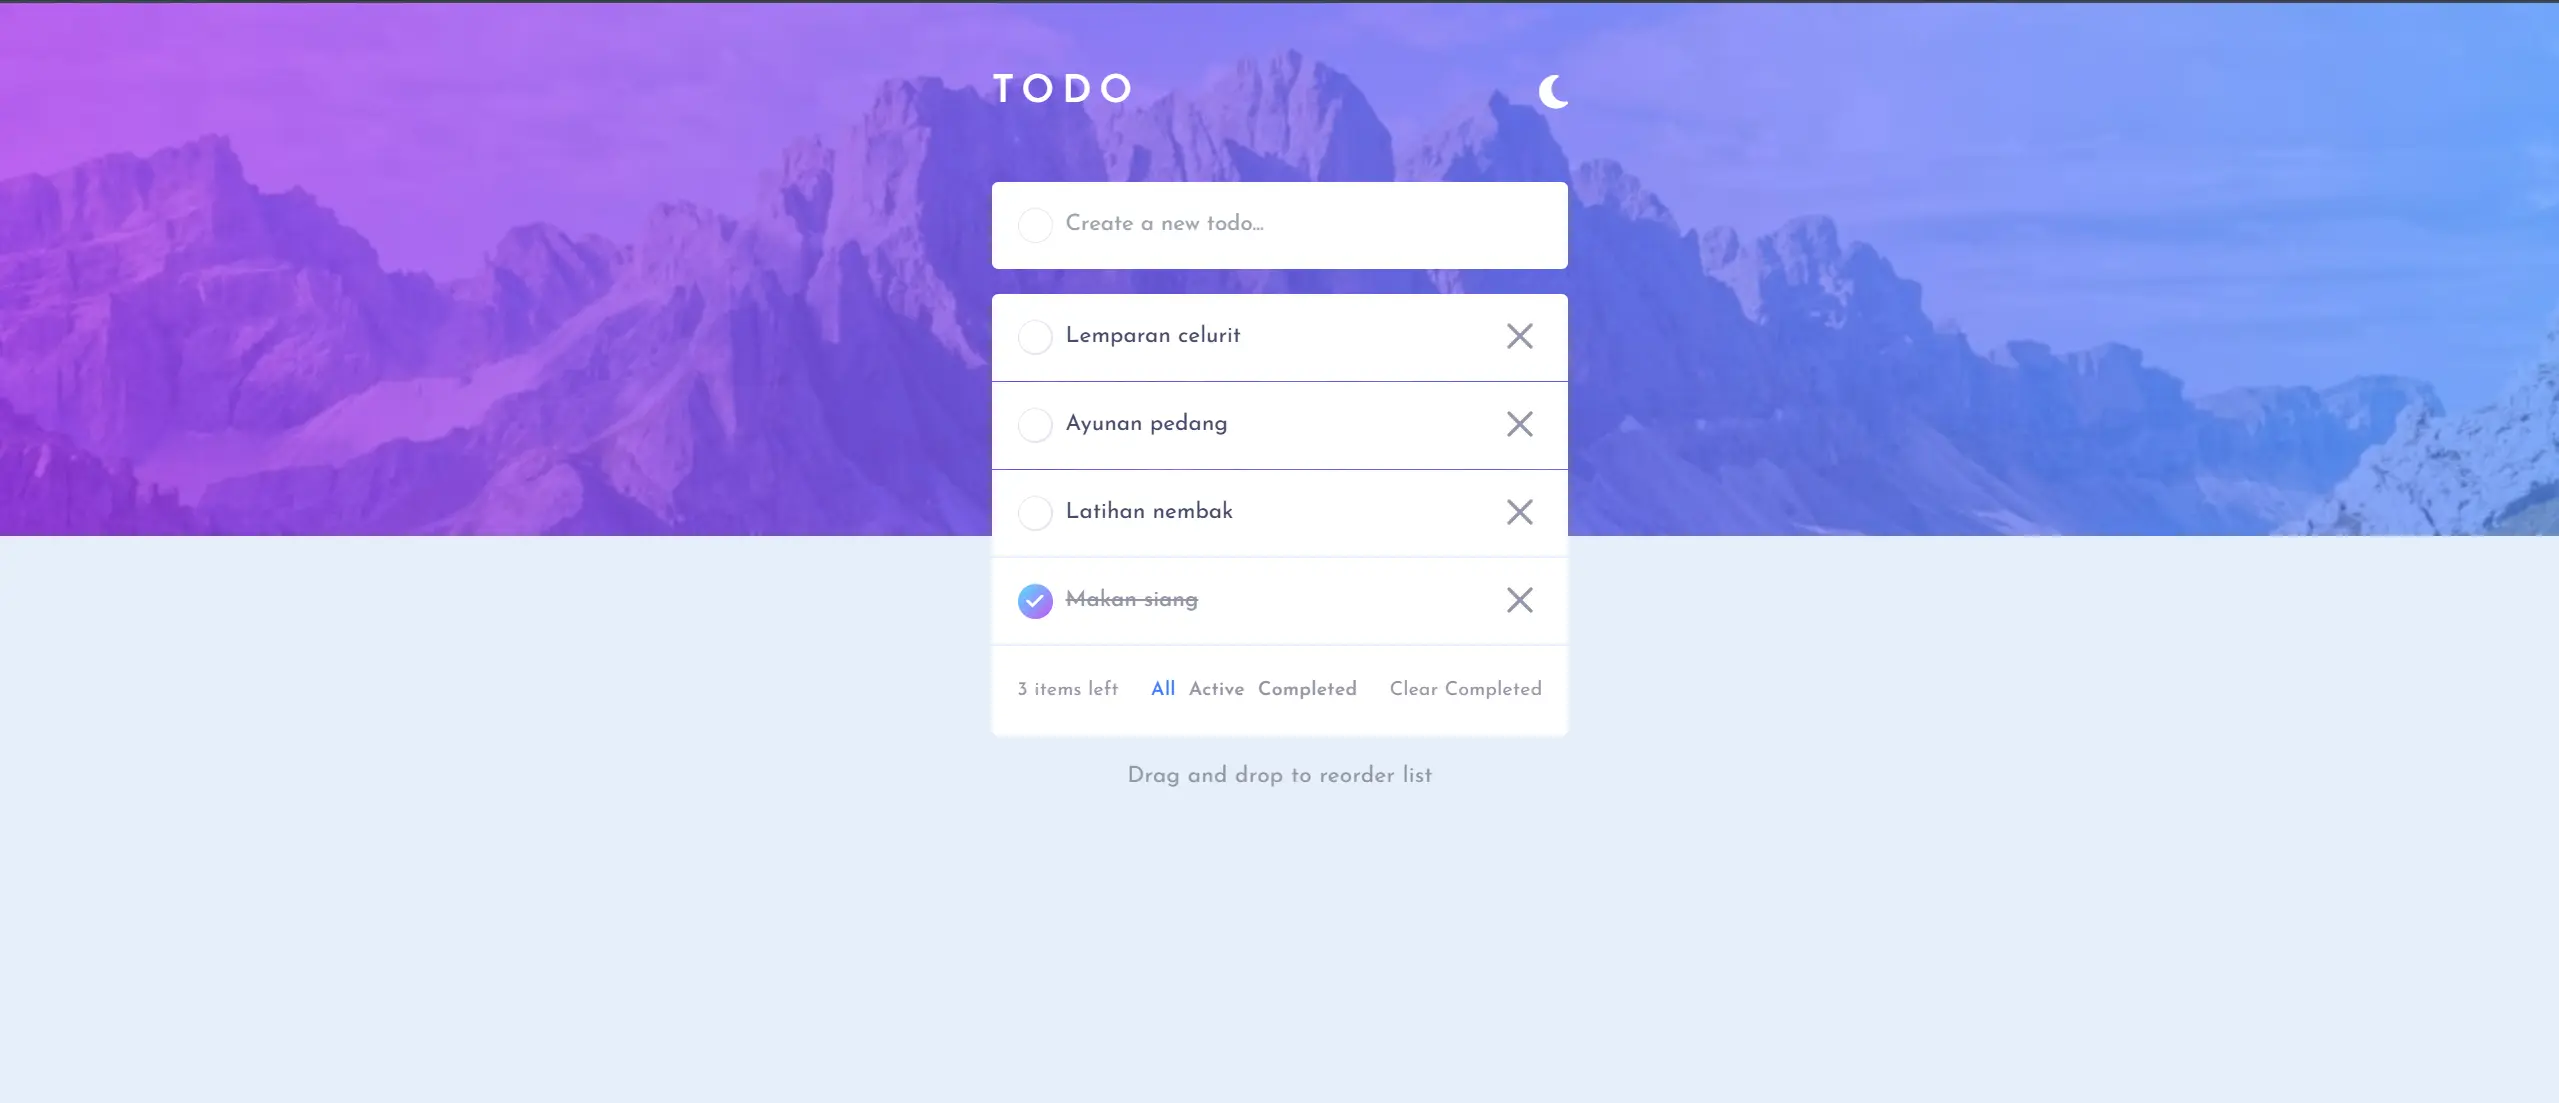 TODO
Create a new todo...
Lemparan celurit
Ayunan pedang
Latihan nembak
Makan siang
3 items left All Active Completed Clear Completed
Drag and drop to reorder list